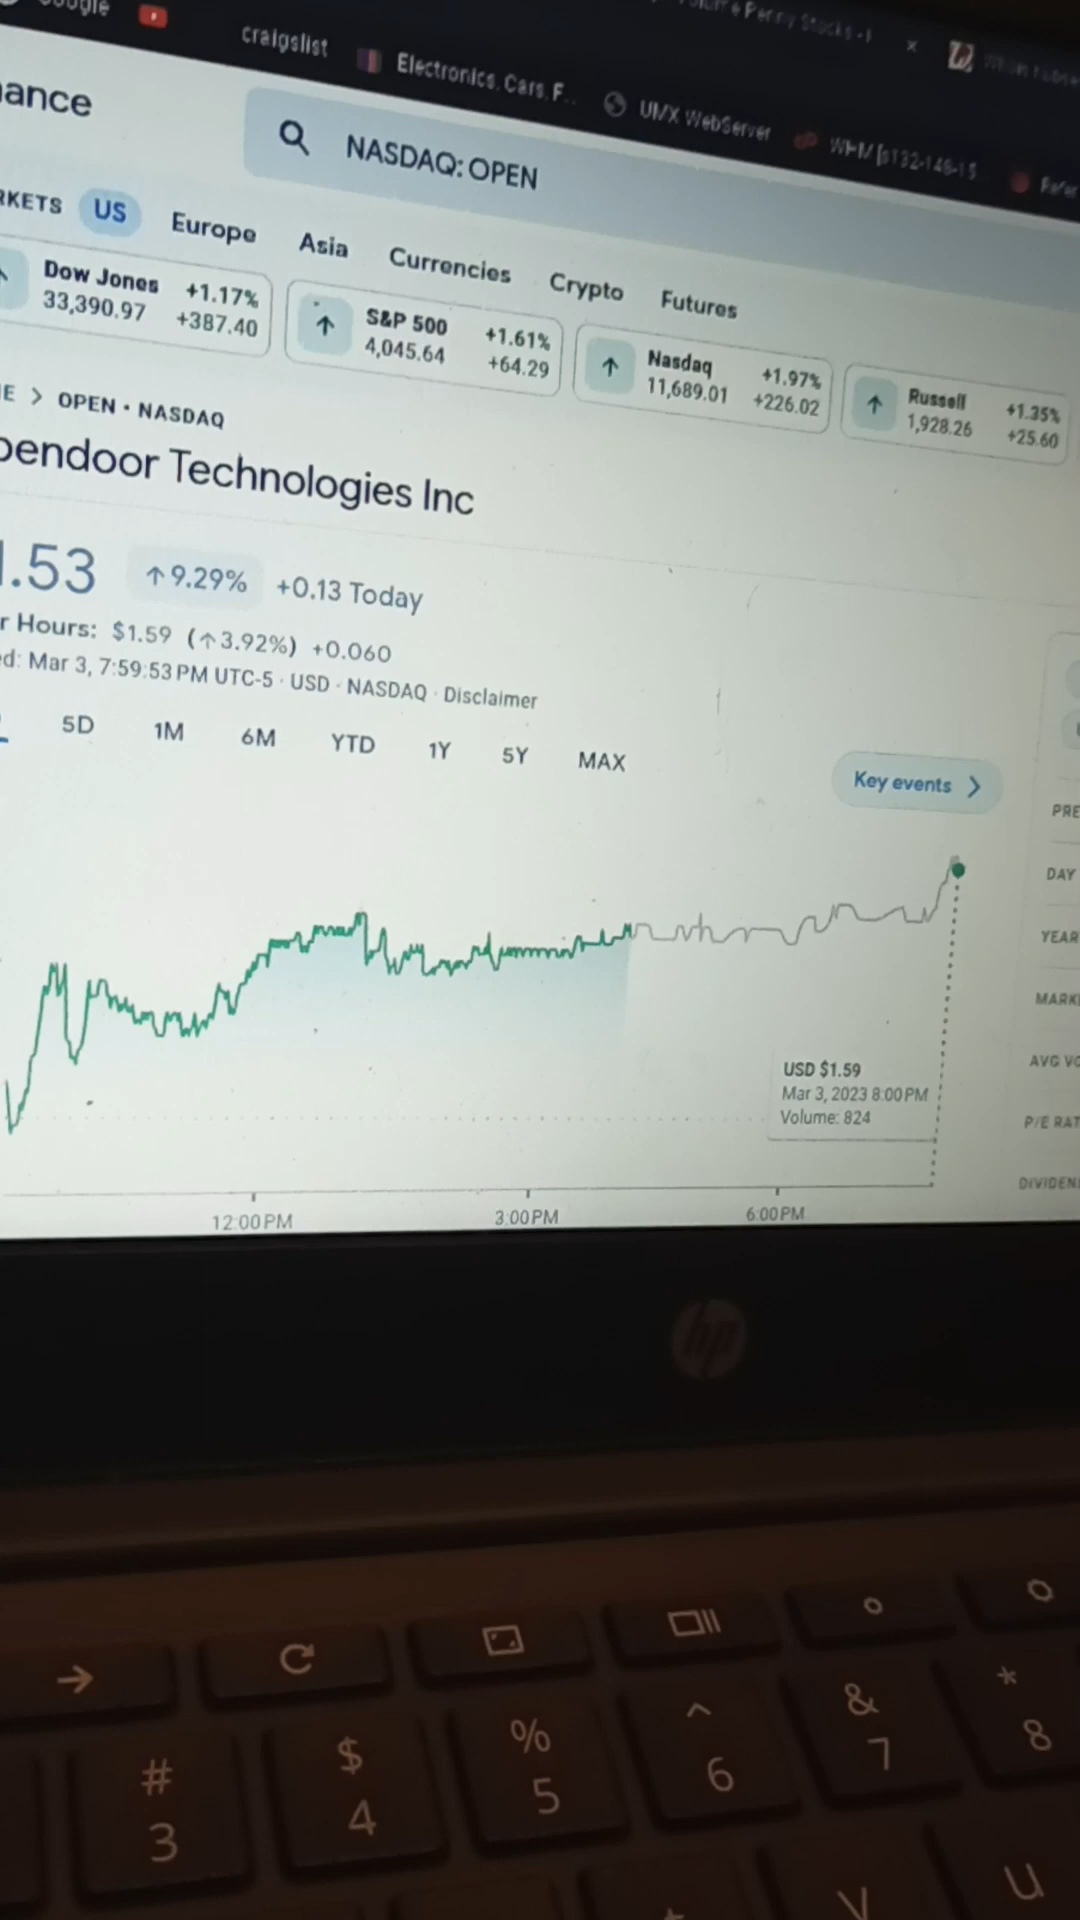 Penny Stocks -
craigslist
Electronics, Cars, F...
UMX WebServer
ance
NASDAQ: OPEN
RKETS US Europe Asia Currencies Crypto Futures
Dow Jones +1.17%
33,390.97 +387.40
S&P 500 +1.61%
4,045.64 +64.29
Nasdaq +1.97%
11,689.01 +226.02
Russell +1.35%
1,928.26 +25.60
E > OPEN • NASDAQ
pendoor Technologies Inc
.53 ↑9.29% +0.13 Today
r Hours: $1.59 (↑3.92%) +0.060
ed: Mar 3, 7:59:53 PM UTC-5 · USD · NASDAQ · Disclaimer
5D 1M 6M YTD 1Y 5Y MAX
Key events >
PRE
DAY
YEAR
MARK
AVG VO
P/E RAT
DIVIDEN
USD $1.59
Mar 3, 2023 8:00 PM
Volume: 824
12:00 PM 3:00 PM 6:00 PM
hp
# $ % ^ & *
3 4 5 6 7 8
U